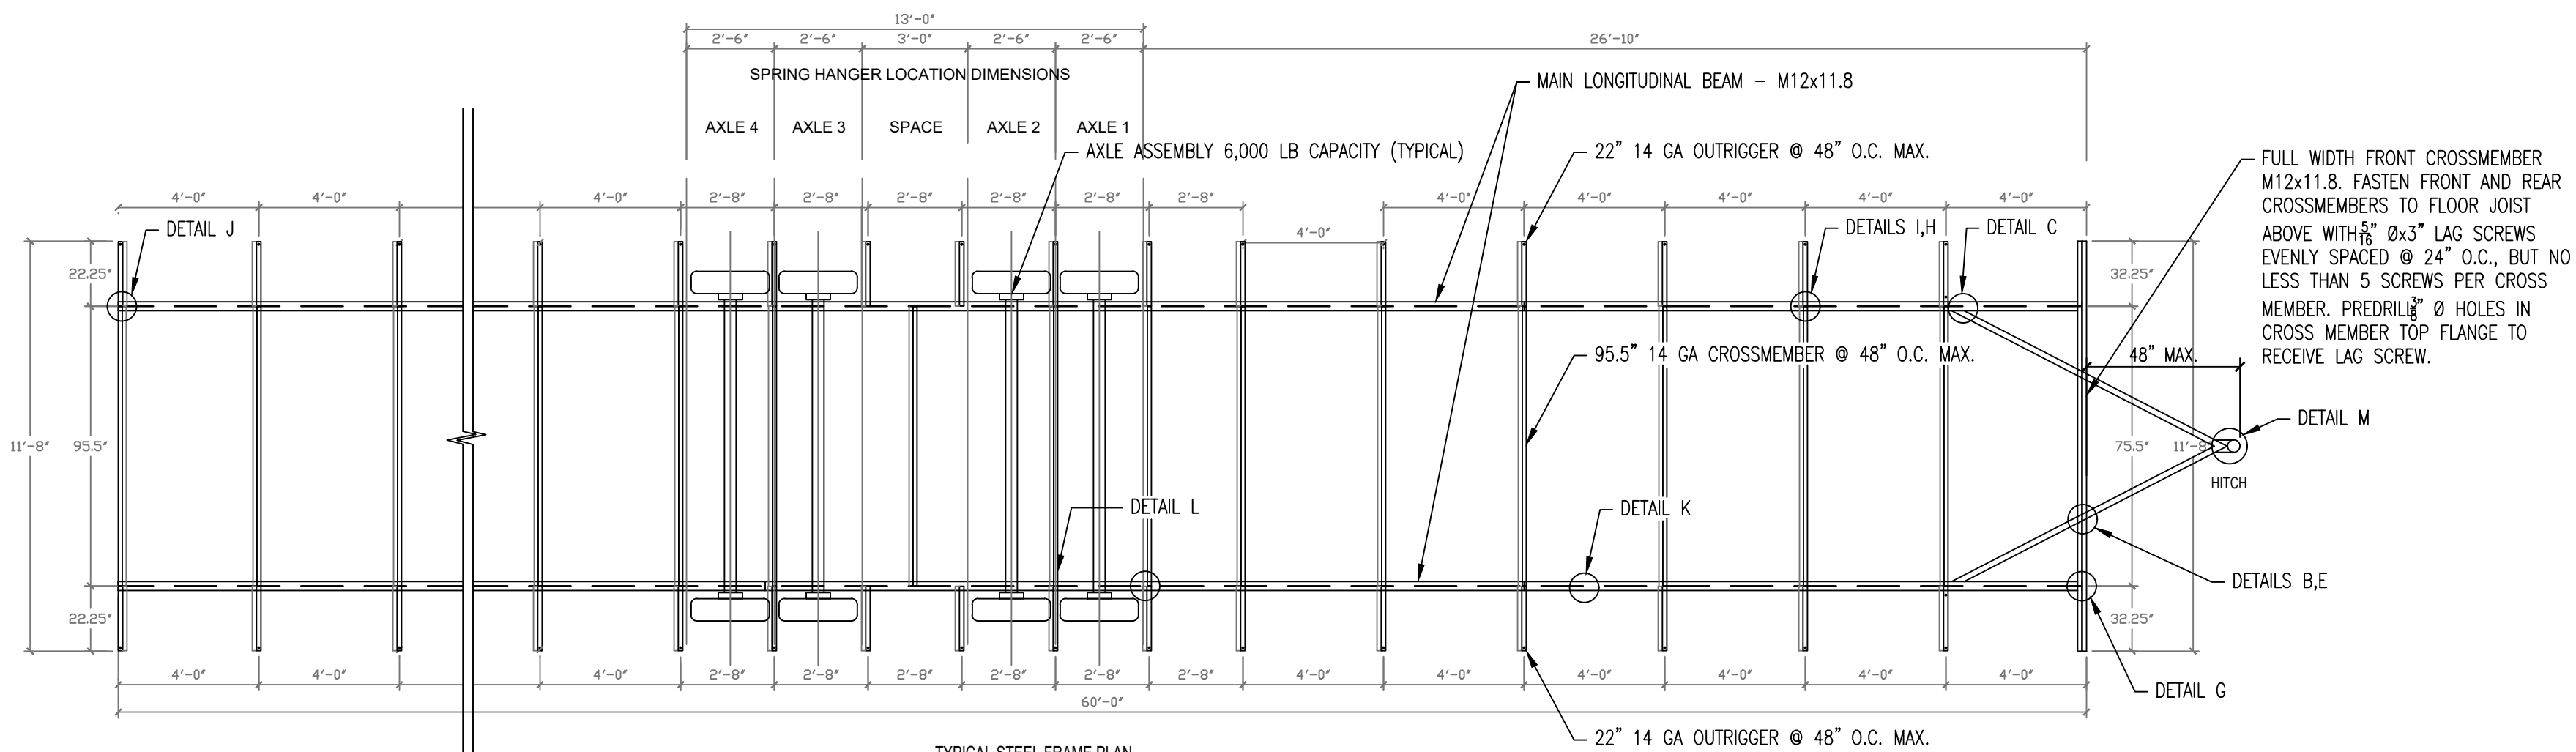 13'-0"
2'-6" 2'-6" 3'-0" 2'-6" 2'-6" 26'-10"
SPRING HANGER LOCATION DIMENSIONS
MAIN LONGITUDINAL BEAM - M12x11.8
AXLE 4 AXLE 3 SPACE AXLE 2 AXLE 1
AXLE ASSEMBLY 6,000 LB CAPACITY (TYPICAL)
22" 14 GA OUTRIGGER @ 48" O.C. MAX.
FULL WIDTH FRONT CROSSMEMBER
M12x11.8. FASTEN FRONT AND REAR
CROSSMEMBERS TO FLOOR JOIST
ABOVE WITH 5/16" Øx3" LAG SCREWS
EVENLY SPACED @ 24" O.C., BUT NO
LESS THAN 5 SCREWS PER CROSS
MEMBER. PREDRILL 3/8" Ø HOLES IN
CROSS MEMBER TOP FLANGE TO
RECEIVE LAG SCREW.
4'-0" 4'-0" 4'-0" 2'-8" 2'-8" 2'-8" 2'-8" 2'-8" 2'-8" 4'-0" 4'-0" 4'-0" 4'-0" 4'-0"
4'-0"
DETAIL J
DETAILS I,H
DETAIL C
22.25"
32.25"
95.5" 14 GA CROSSMEMBER @ 48" O.C. MAX.
48" MAX.
DETAIL M
11'-8" 95.5"
75.5" 11'-8"
HITCH
DETAIL L
DETAIL K
DETAILS B,E
22.25"
32.25"
4'-0" 4'-0" 4'-0" 2'-8" 2'-8" 2'-8" 2'-8" 2'-8" 2'-8" 4'-0" 4'-0" 4'-0" 4'-0" 4'-0" 4'-0"
DETAIL G
60'-0"
22" 14 GA OUTRIGGER @ 48" O.C. MAX.
TYPICAL STEEL FRAME PLAN